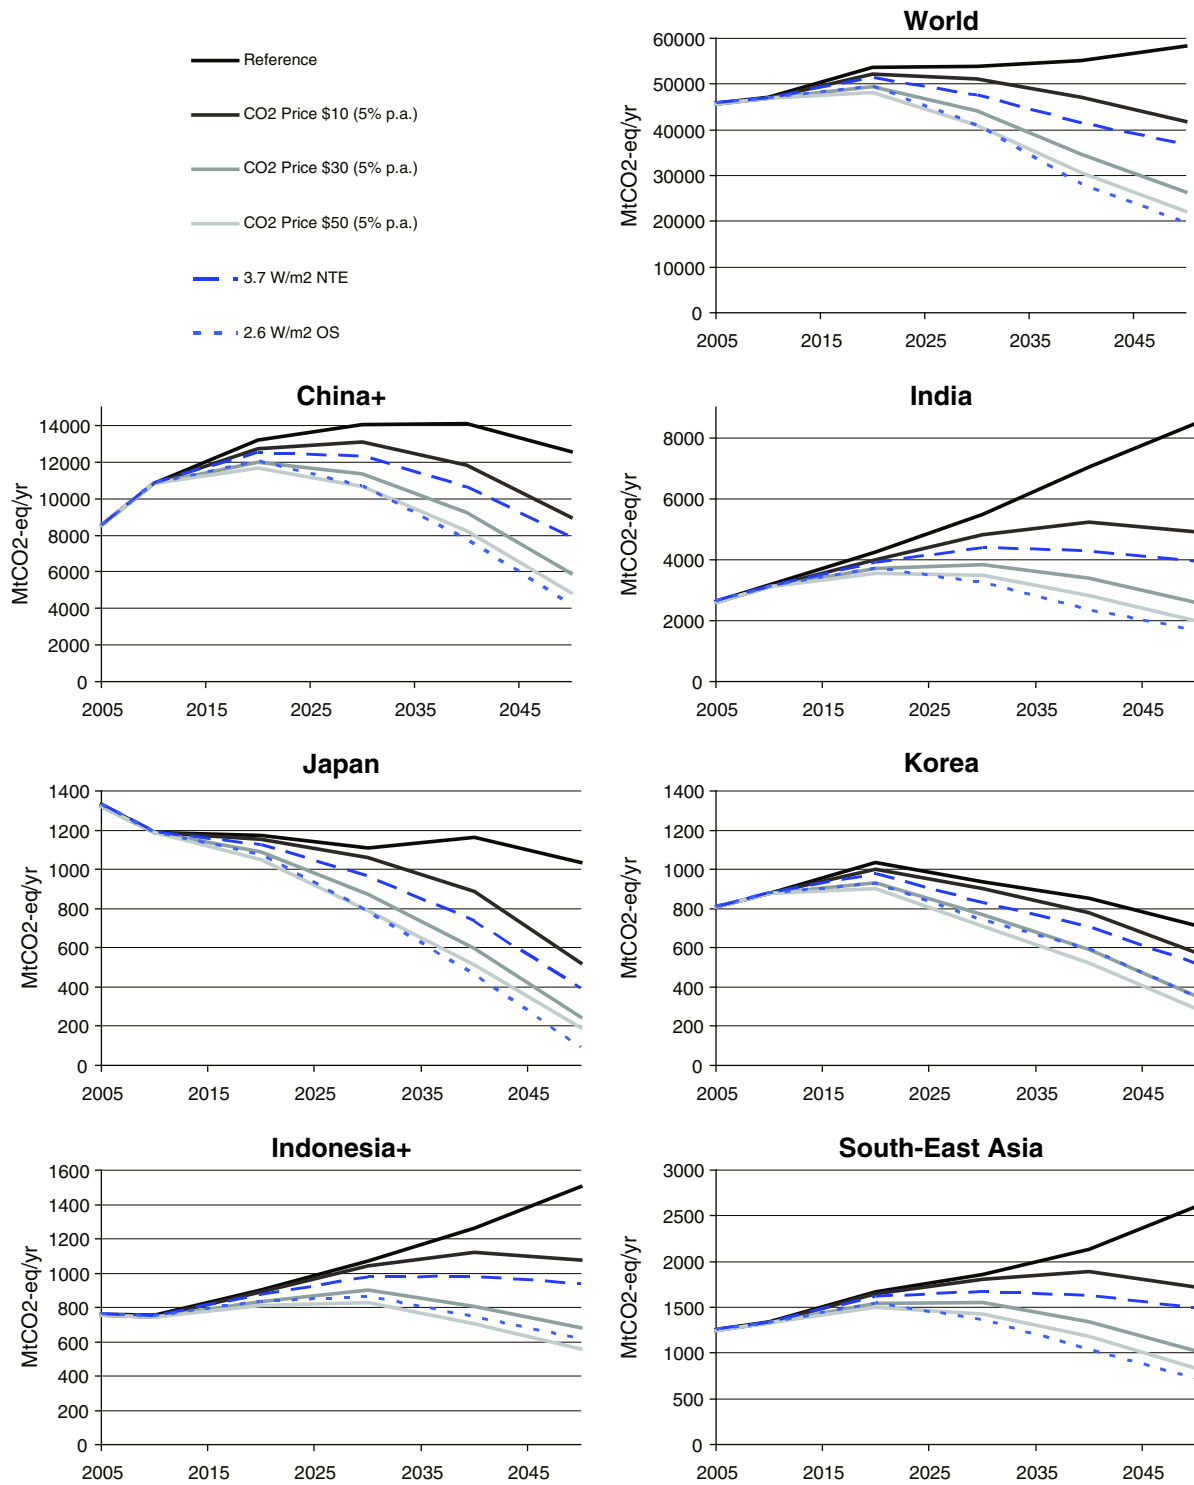 World
Reference
CO2 Price $10 (5% p.a.)
CO2 Price $30 (5% p.a.)
CO2 Price $50 (5% p.a.)
3.7 W/m2 NTE
2.6 W/m2 OS
MtCO2-eq/yr
60000
50000
40000
30000
20000
10000
0
2005 2015 2025 2035 2045
China+
MtCO2-eq/yr
14000
12000
10000
8000
6000
4000
2000
0
2005 2015 2025 2035 2045
India
MtCO2-eq/yr
8000
6000
4000
2000
0
2005 2015 2025 2035 2045
Japan
MtCO2-eq/yr
1400
1200
1000
800
600
400
200
0
2005 2015 2025 2035 2045
Korea
MtCO2-eq/yr
1400
1200
1000
800
600
400
200
0
2005 2015 2025 2035 2045
Indonesia+
MtCO2-eq/yr
1600
1400
1200
1000
800
600
400
200
0
2005 2015 2025 2035 2045
South-East Asia
MtCO2-eq/yr
3000
2500
2000
1500
1000
500
0
2005 2015 2025 2035 2045